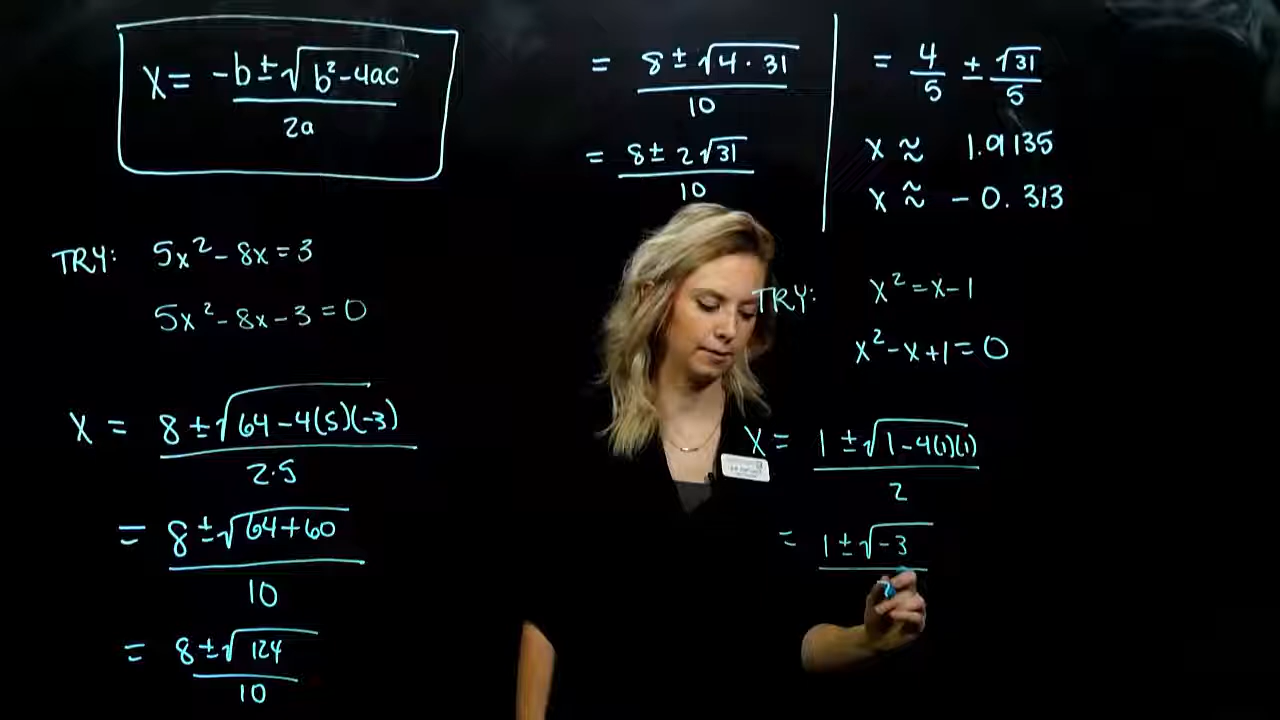 x = -b ± √(b² - 4ac) / 2a
TRY: 5x² - 8x = 3
5x² - 8x - 3 = 0
x = 8 ± √(64 - 4(5)(-3)) / 2·5
= 8 ± √(64 + 60) / 10
= 8 ± √124 / 10
= 8 ± √(4 · 31) / 10
= 8 ± 2√31 / 10
= 4/5 ± √31/5
x ≈ 1.9135
x ≈ -0.313
TRY: x² = x - 1
x² - x + 1 = 0
x = 1 ± √(1 - 4(1)(1)) / 2
= 1 ± √-3